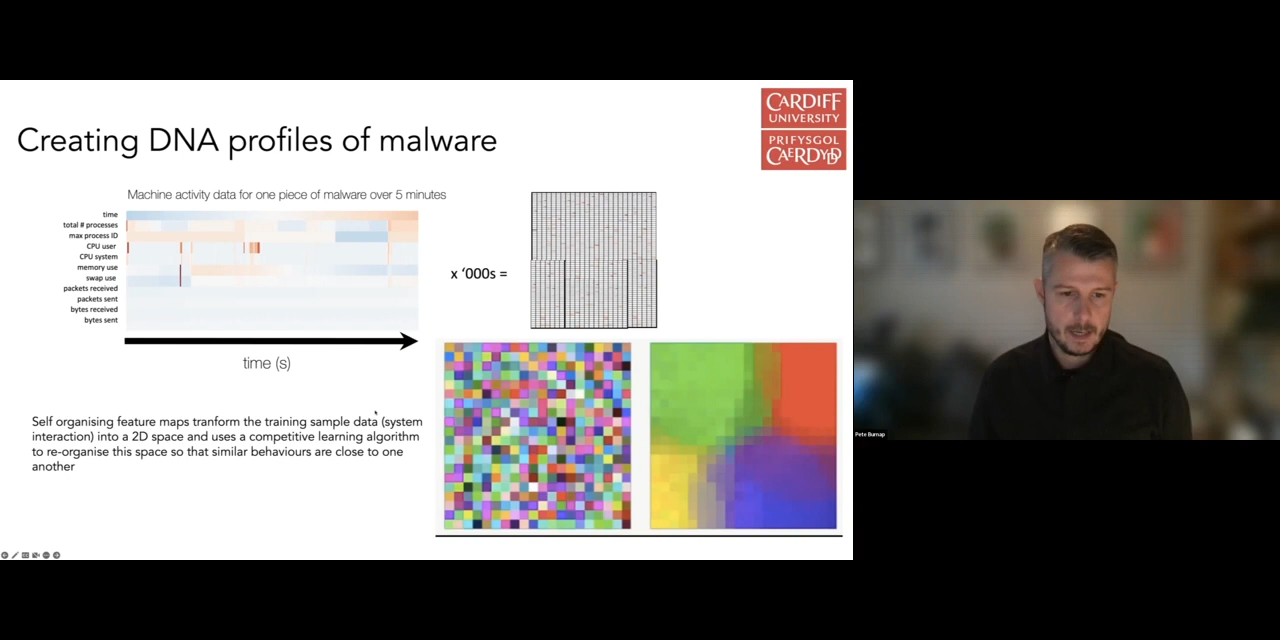 CARDIFF
UNIVERSITY
PRIFYSGOL
CAERDYDD
Creating DNA profiles of malware
Machine activity data for one piece of malware over 5 minutes
time
total # processes
max process ID
CPU user
CPU system
memory use
swap use
packets received
packets sent
bytes received
bytes sent
x ‘000s =
time (s)
Self organising feature maps tranform the training sample data (system
interaction) into a 2D space and uses a competitive learning algorithm
to re-organise this space so that similar behaviours are close to one
another
Pete Burnap